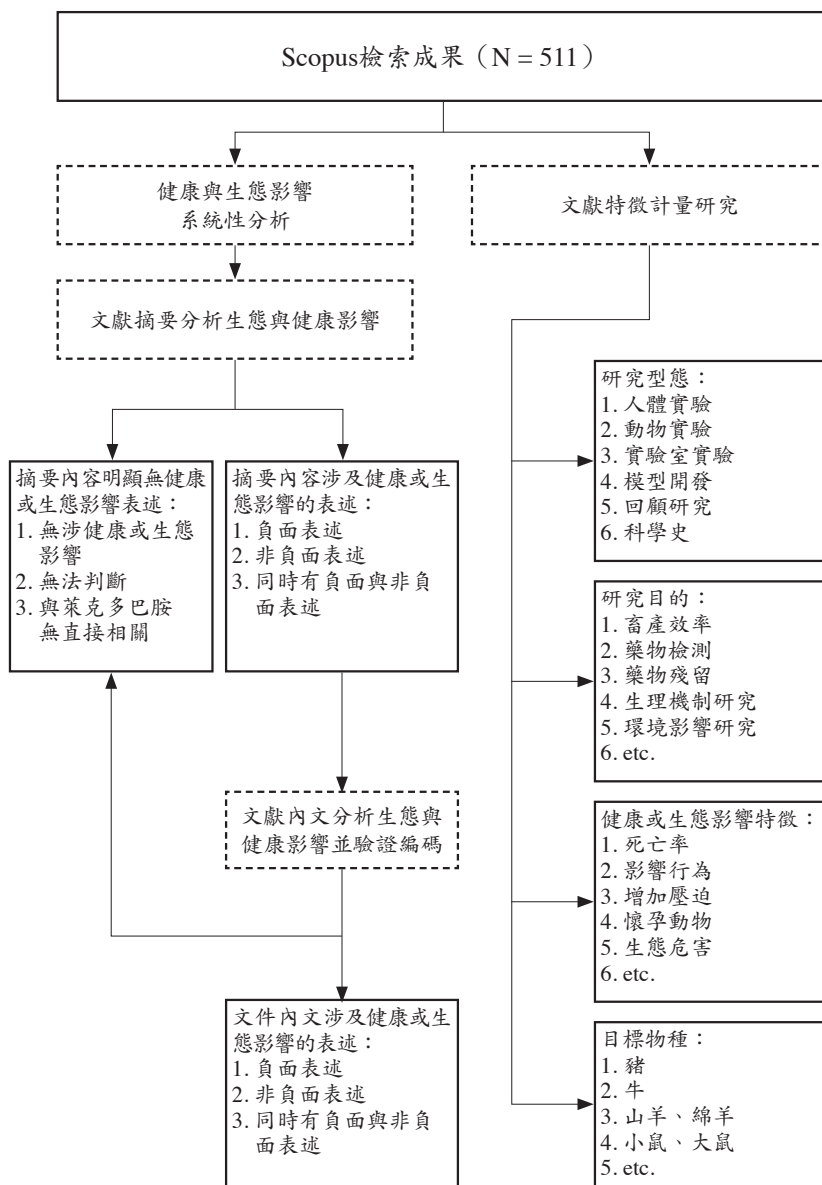 Scopus檢索成果（N = 511）
健康與生態影響
系統性分析
文獻特徵計量研究
文獻摘要分析生態與健康影響
摘要內容明顯無健康
或生態影響表述：
1. 無涉健康或生態
影響
2. 無法判斷
3. 與萊克多巴胺
無直接相關
摘要內容涉及健康或生
態影響的表述：
1. 負面表述
2. 非負面表述
3. 同時有負面與非負
面表述
文獻內文分析生態與
健康影響並驗證編碼
文件內文涉及健康或生
態影響的表述：
1. 負面表述
2. 非負面表述
3. 同時有負面與非負
面表述
研究型態：
1. 人體實驗
2. 動物實驗
3. 實驗室實驗
4. 模型開發
5. 回顧研究
6. 科學史
研究目的：
1. 畜產效率
2. 藥物檢測
3. 藥物殘留
4. 生理機制研究
5. 環境影響研究
6. etc.
健康或生態影響特徵：
1. 死亡率
2. 影響行為
3. 增加壓迫
4. 懷孕動物
5. 生態危害
6. etc.
目標物種：
1. 豬
2. 牛
3. 山羊、綿羊
4. 小鼠、大鼠
5. etc.